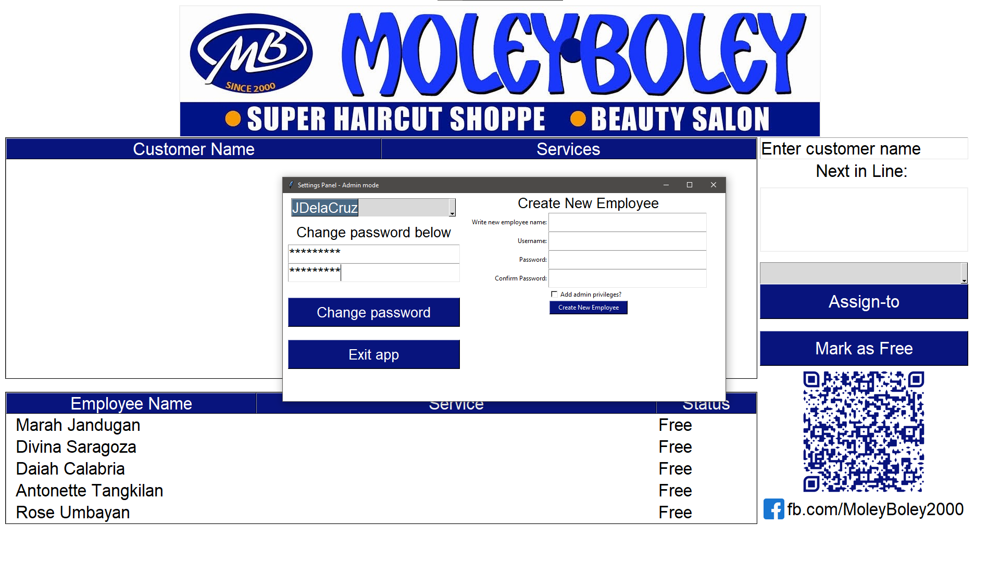 MB
SINCE 2000
MOLEY BOLEY
SUPER HAIRCUT SHOPPE BEAUTY SALON
Customer Name Services
Enter customer name
Next in Line:
Settings Panel - Admin mode
JDelaCruz
Change password below
*********
*********
Change password
Exit app
Create New Employee
Write new employee name:
Username:
Password:
Confirm Password:
Add admin privileges?
Create New Employee
Assign-to
Mark as Free
Employee Name Service Status
Marah Jandugan Free
Divina Saragoza Free
Daiah Calabria Free
Antonette Tangkilan Free
Rose Umbayan Free
fb.com/MoleyBoley2000